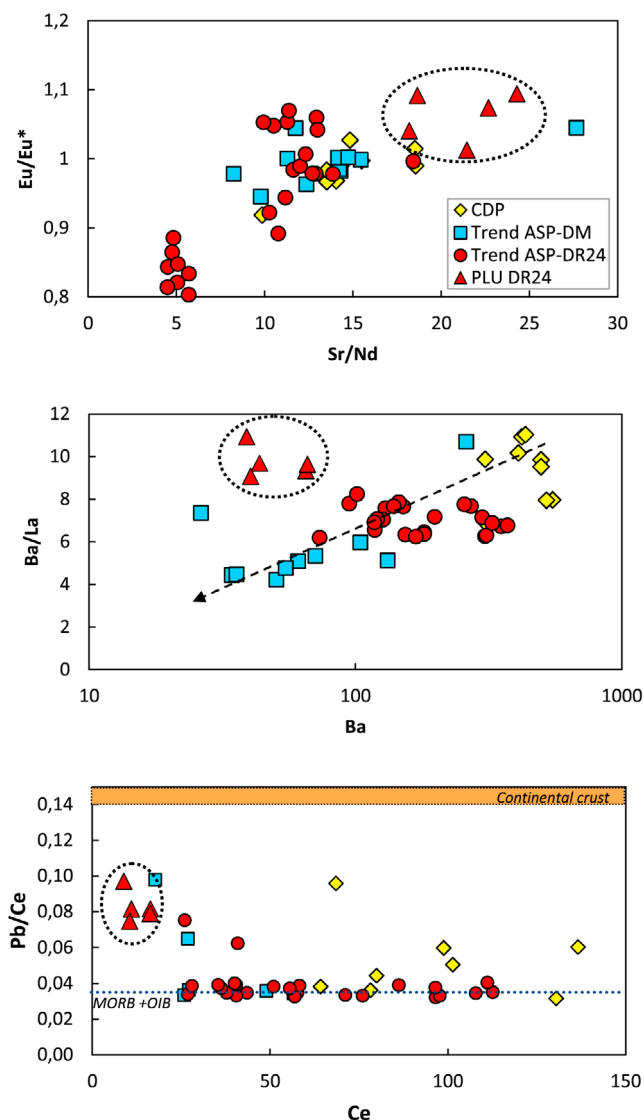 1,2
1,1
1
0,9
0,8
Eu/Eu*
0 5 10 15 20 25 30
Sr/Nd
CDP
Trend ASP-DM
Trend ASP-DR24
PLU DR24
12
10
8
6
4
2
0
Ba/La
10 100 1000
Ba
Continental crust
0,14
0,12
0,10
0,08
0,06
0,04
0,02
0,00
Pb/Ce
MORB +OIB
0 50 100 150
Ce